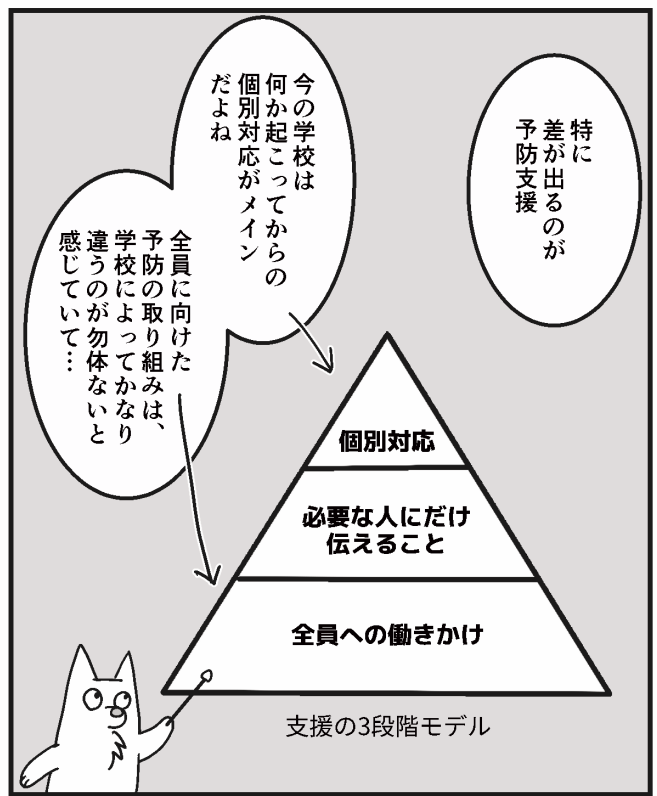 特に
差が出るのが
予防支援
今の学校は
何か起こってからの
個別対応がメイン
だよね
全員に向けた
予防の取り組みは、
学校によってかなり
違うのが勿体ないと
感じていて…
個別対応
必要な人にだけ
伝えること
全員への働きかけ
支援の3段階モデル